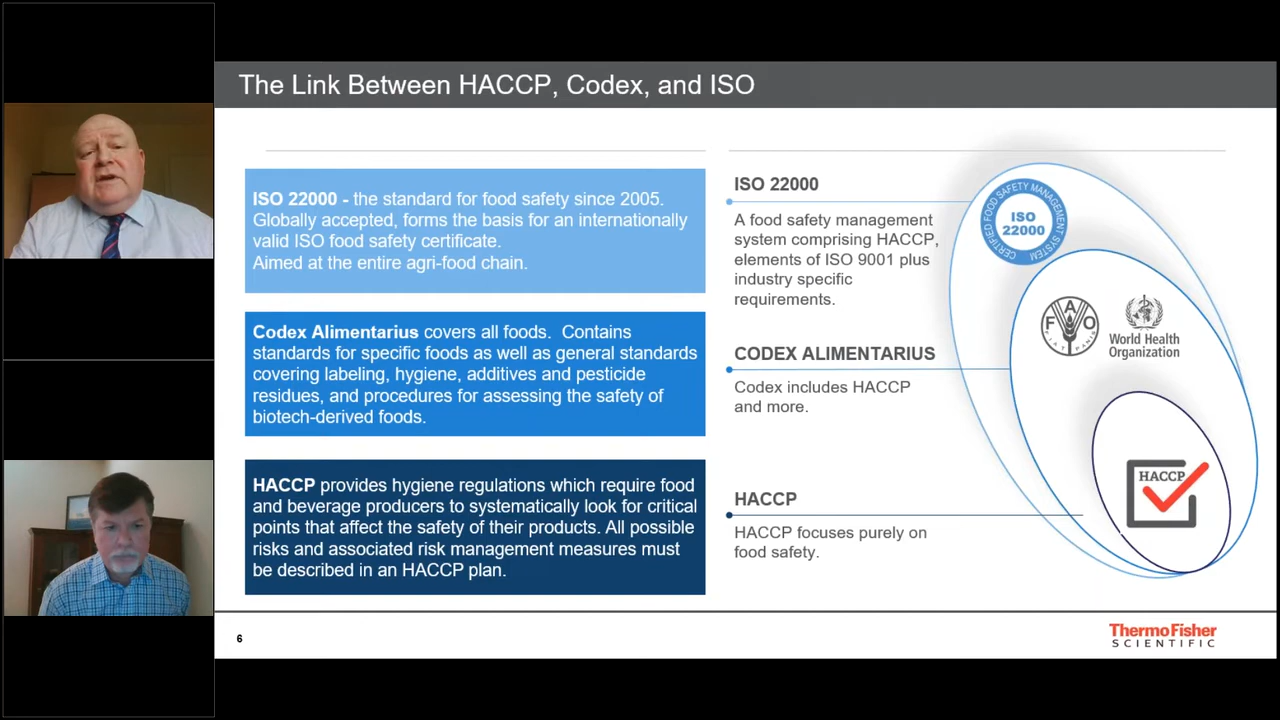 The Link Between HACCP, Codex, and ISO
ISO 22000 - the standard for food safety since 2005.
Globally accepted, forms the basis for an internationally
valid ISO food safety certificate.
Aimed at the entire agri-food chain.
Codex Alimentarius covers all foods.  Contains
standards for specific foods as well as general standards
covering labeling, hygiene, additives and pesticide
residues, and procedures for assessing the safety of
biotech-derived foods.
HACCP provides hygiene regulations which require food
and beverage producers to systematically look for critical
points that affect the safety of their products. All possible
risks and associated risk management measures must
be described in an HACCP plan.
ISO 22000
A food safety management
system comprising HACCP,
elements of ISO 9001 plus
industry specific
requirements.
CODEX ALIMENTARIUS
Codex includes HACCP
and more.
HACCP
HACCP focuses purely on
food safety.
CERTIFIED FOOD SAFETY MANAGEMENT SYSTEM
ISO
22000
FAO
FIAT PANIS
World Health
Organization
HACCP
6
ThermoFisher
SCIENTIFIC